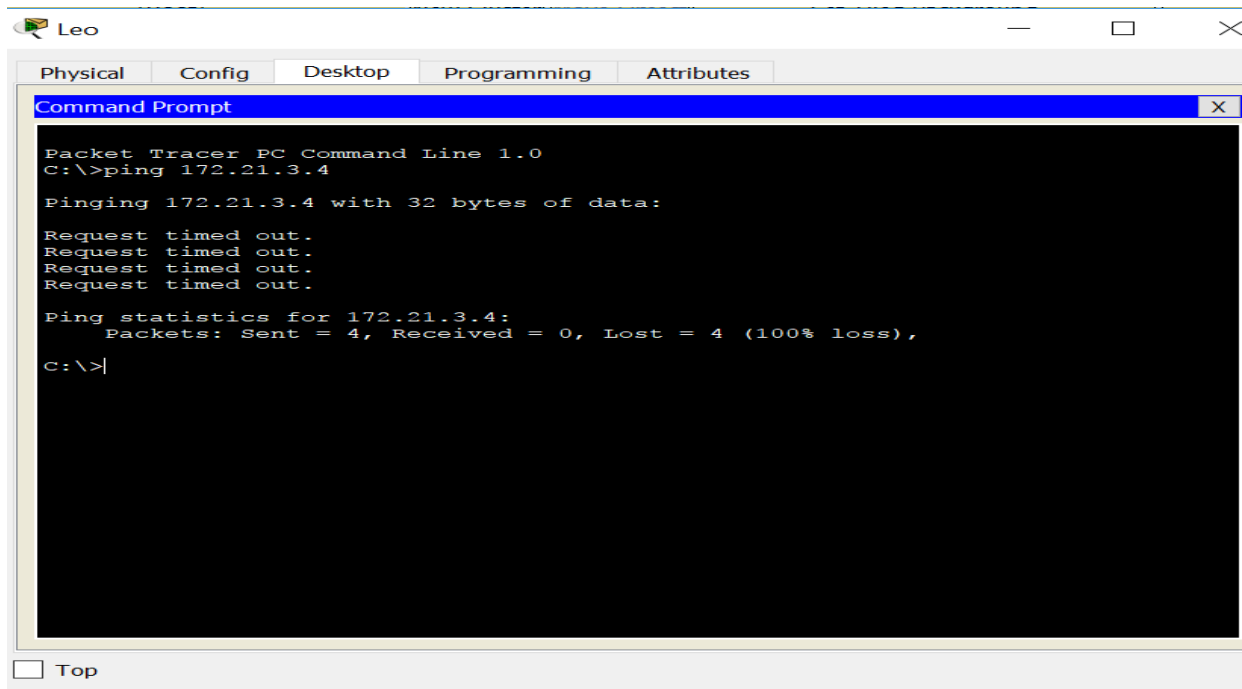 Leo
Physical Config Desktop Programming Attributes
Command Prompt X
Packet Tracer PC Command Line 1.0
C:\>ping 172.21.3.4
Pinging 172.21.3.4 with 32 bytes of data:
Request timed out.
Request timed out.
Request timed out.
Request timed out.
Ping statistics for 172.21.3.4:
Packets: Sent = 4, Received = 0, Lost = 4 (100% loss),
C:\>
Top